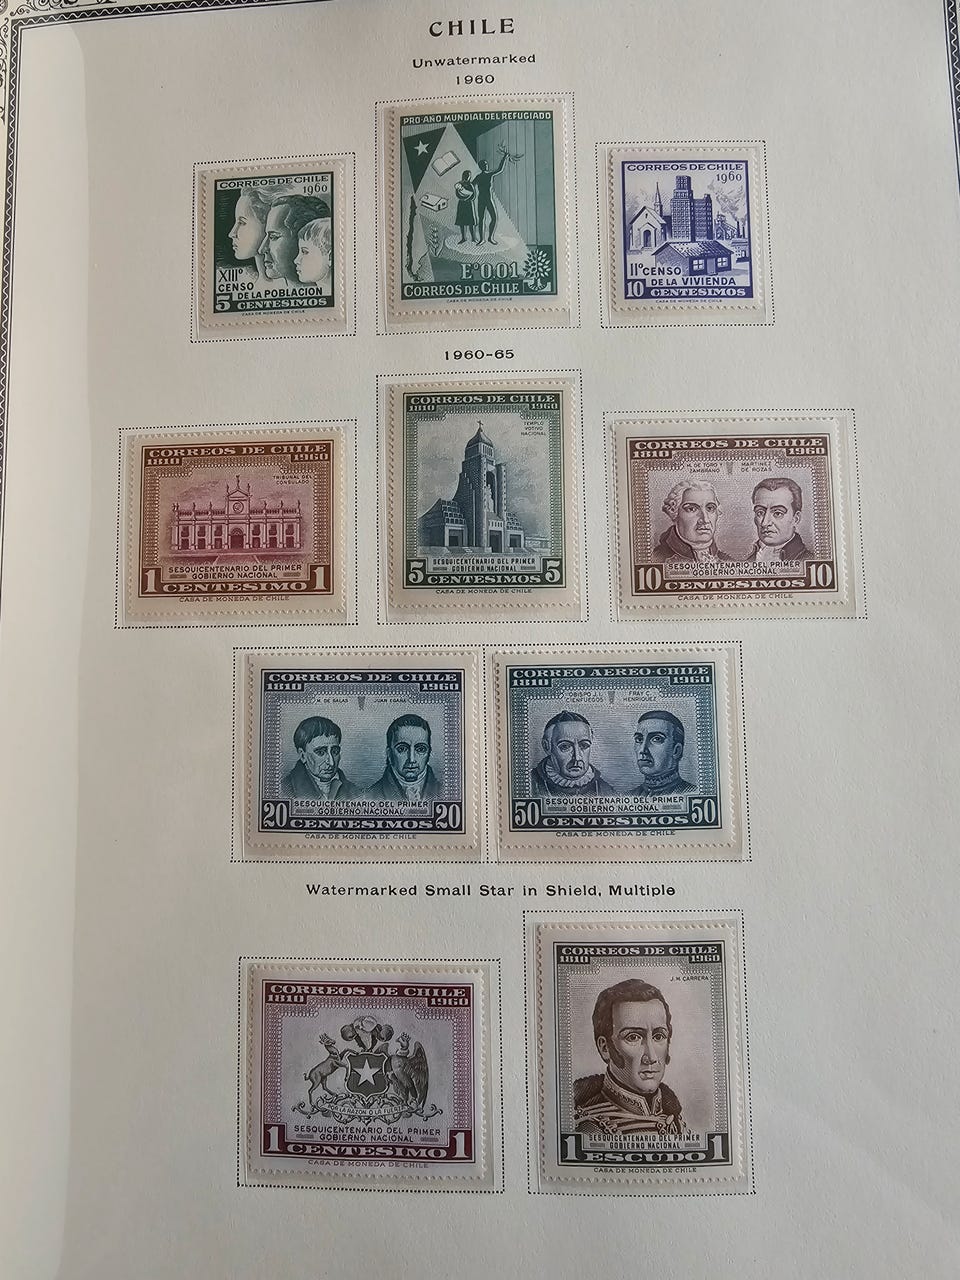 CHILE
Unwatermarked
1960
CORREOS DE CHILE
1960
XIIIº
CENSO
DE LA POBLACION
5 CENTESIMOS
CASA DE MONEDA DE CHILE
PRO-AÑO MUNDIAL DEL REFUGIADO
Eº 0.01
CORREOS DE CHILE
CASA DE MONEDA DE CHILE
CORREOS DE CHILE
1960
IIº CENSO
DE LA VIVIENDA
10 CENTESIMOS
CASA DE MONEDA DE CHILE
1960-65
CORREOS DE CHILE
1810 1960
TRIBUNAL DEL
CONSULADO
SESQUICENTENARIO DEL PRIMER
GOBIERNO NACIONAL
1 CENTESIMO 1
CASA DE MONEDA DE CHILE
CORREOS DE CHILE
1810 1960
TEMPLO
VOTIVO
NACIONAL
SESQUICENTENARIO DEL PRIMER
GOBIERNO NACIONAL
5 CENTESIMOS 5
CASA DE MONEDA DE CHILE
CORREOS DE CHILE
1810 1960
M. DE TORO Y MARTINEZ
ZAMBRANO DE ROZAS
SESQUICENTENARIO DEL PRIMER
GOBIERNO NACIONAL
10 CENTESIMOS 10
CASA DE MONEDA DE CHILE
CORREOS DE CHILE
1810 1960
M. DE SALAS JUAN EGAÑA
SESQUICENTENARIO DEL PRIMER
GOBIERNO NACIONAL
20 CENTESIMOS 20
CASA DE MONEDA DE CHILE
CORREO AEREO-CHILE
1810 1960
OBISPO J.I. FRAY C.
CIENFUEGOS HENRIQUEZ
SESQUICENTENARIO DEL PRIMER
GOBIERNO NACIONAL
50 CENTESIMOS 50
CASA DE MONEDA DE CHILE
Watermarked Small Star in Shield, Multiple
CORREOS DE CHILE
1810 1960
POR LA RAZON O LA FUERZA
SESQUICENTENARIO DEL PRIMER
GOBIERNO NACIONAL
1 CENTESIMO 1
CASA DE MONEDA DE CHILE
CORREOS DE CHILE
1810 1960
J.M. CARRERA
SESQUICENTENARIO DEL PRIMER
GOBIERNO NACIONAL
1 ESCUDO 1
CASA DE MONEDA DE CHILE